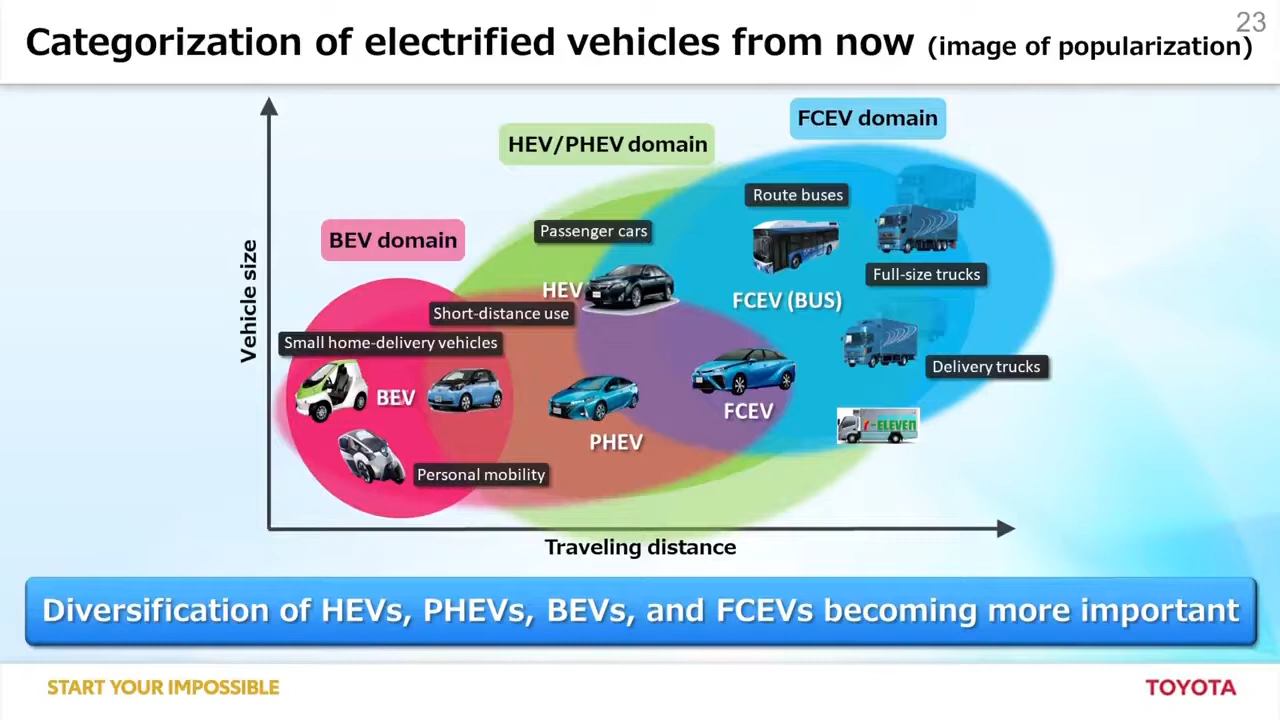 23
Categorization of electrified vehicles from now (image of popularization)
FCEV domain
HEV/PHEV domain
BEV domain
Route buses
Passenger cars
Full-size trucks
HEV
FCEV (BUS)
Short-distance use
Small home-delivery vehicles
Delivery trucks
BEV
FCEV
PHEV
ELEVEN
Personal mobility
Vehicle size
Traveling distance
Diversification of HEVs, PHEVs, BEVs, and FCEVs becoming more important
START YOUR IMPOSSIBLE
TOYOTA